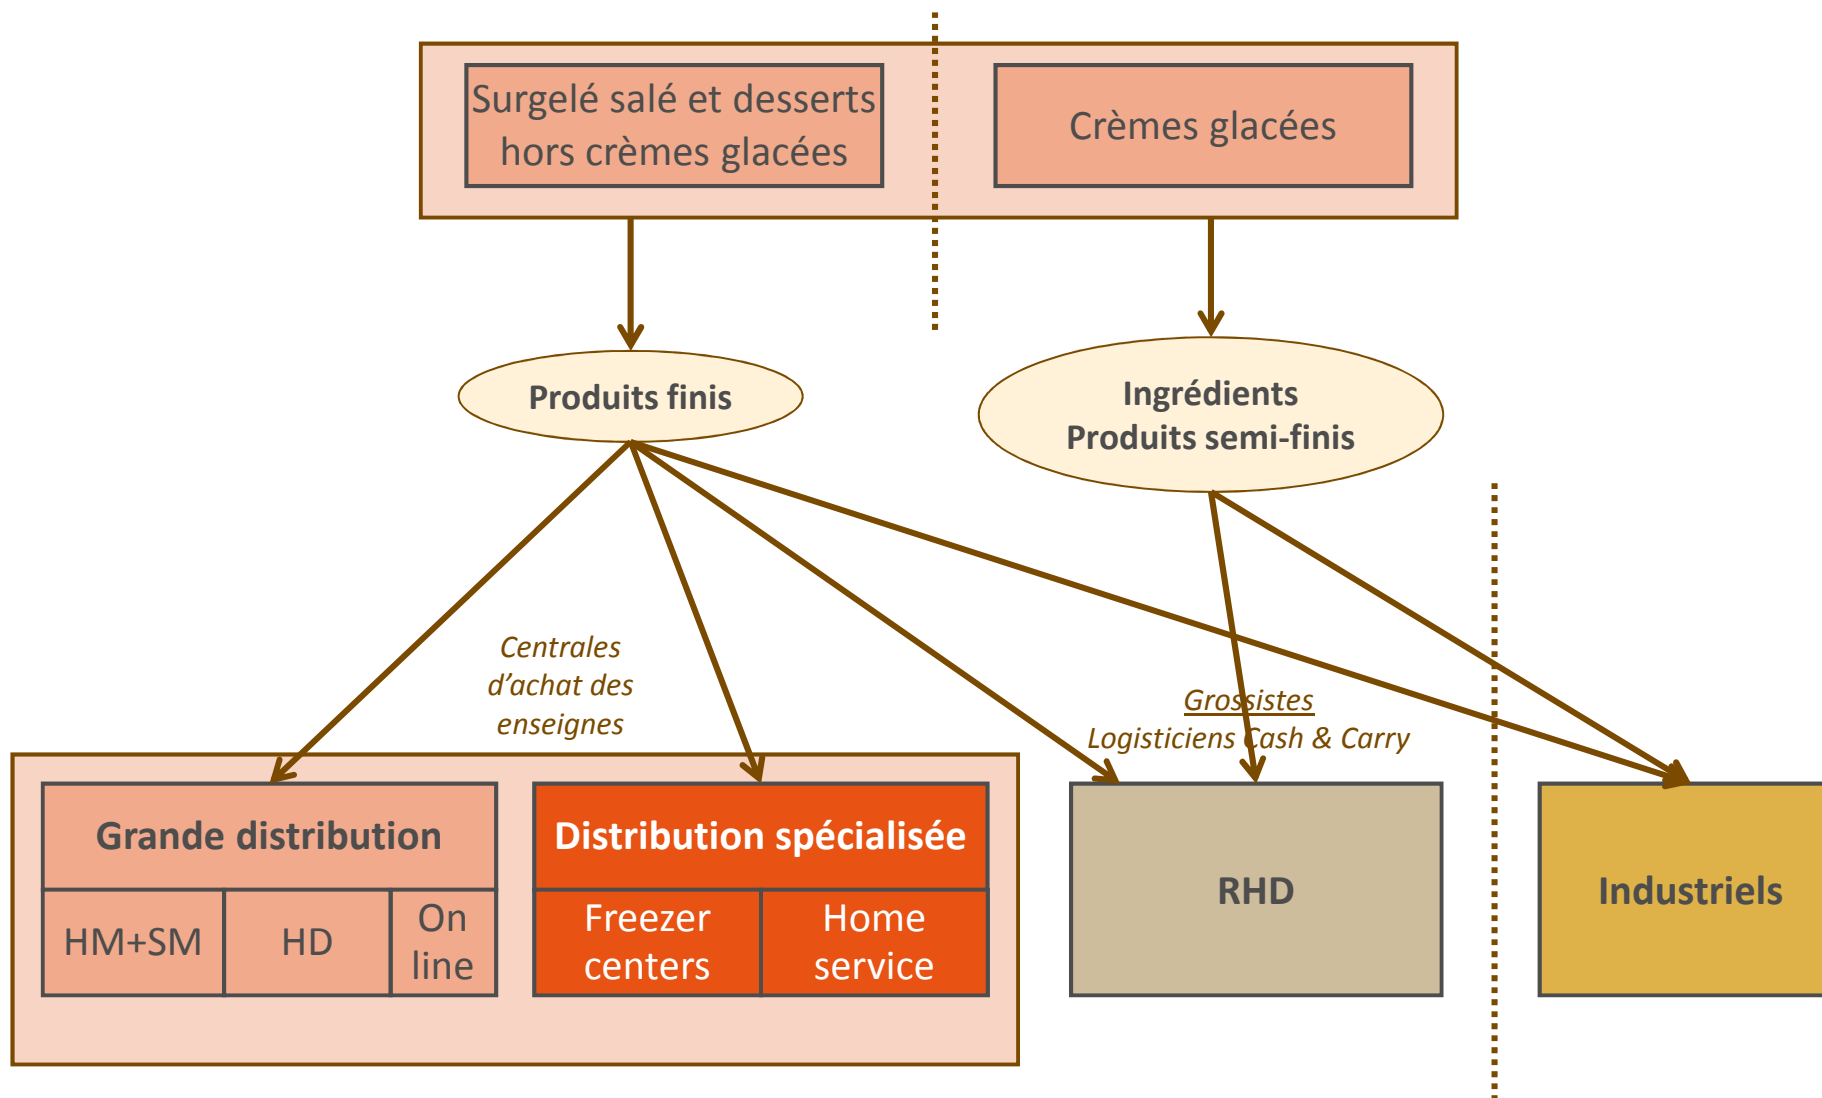 Surgelé salé et desserts
hors crèmes glacées
Crèmes glacées
Produits finis
Ingrédients
Produits semi-finis
Centrales
d’achat des
enseignes
Grossistes
Logisticiens Cash & Carry
Grande distribution
HM+SM
HD
On
line
Distribution spécialisée
Freezer
centers
Home
service
RHD
Industriels